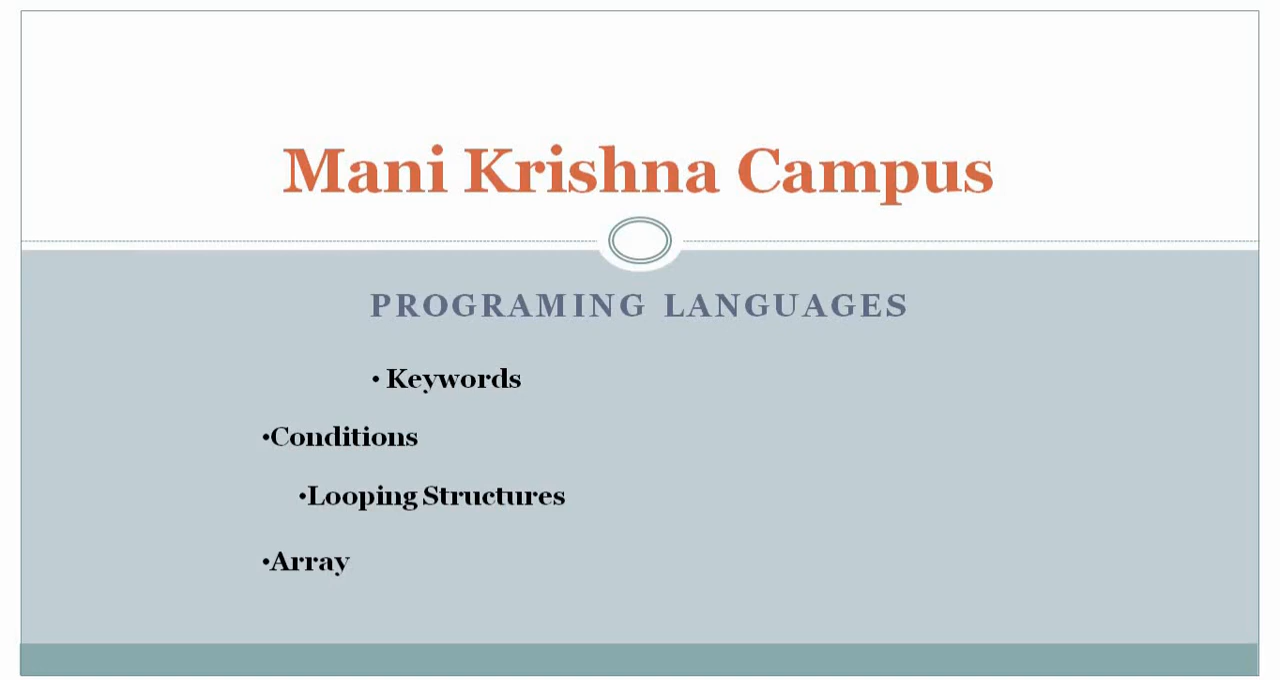 Mani Krishna Campus
PROGRAMING LANGUAGES
• Keywords
•Conditions
•Looping Structures
•Array